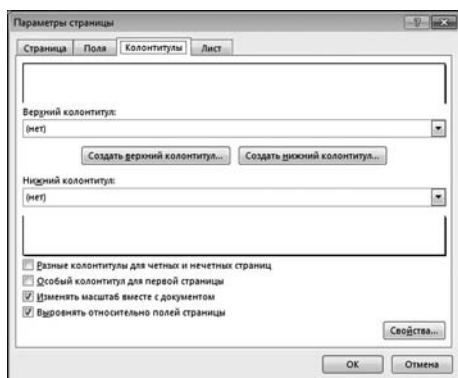 Параметры страницы
Страница Поля Колонтитулы Лист
Верхний колонтитул:
(нет)
Создать верхний колонтитул... Создать нижний колонтитул...
Нижний колонтитул:
(нет)
Разные колонтитулы для четных и нечетных страниц
Особый колонтитул для первой страницы
Изменять масштаб вместе с документом
Выровнять относительно полей страницы
Свойства...
ОК Отмена